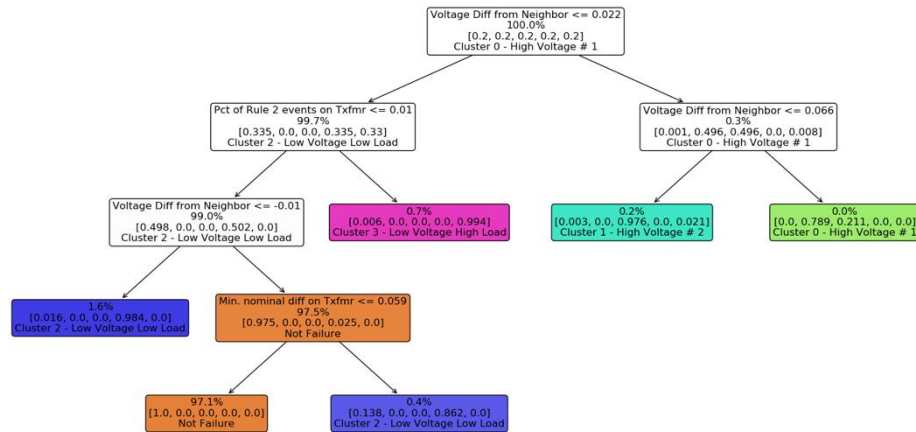 Voltage Diff from Neighbor <= 0.022
100.0%
[0.2, 0.2, 0.2, 0.2, 0.2]
Cluster 0 - High Voltage # 1
Pct of Rule 2 events on Txfmr <= 0.01
99.7%
[0.335, 0.0, 0.0, 0.335, 0.33]
Cluster 2 - Low Voltage Low Load
Voltage Diff from Neighbor <= 0.066
0.3%
[0.001, 0.496, 0.496, 0.0, 0.008]
Cluster 0 - High Voltage # 1
Voltage Diff from Neighbor <= -0.01
99.0%
[0.498, 0.0, 0.0, 0.502, 0.0]
Cluster 2 - Low Voltage Low Load
0.7%
[0.006, 0.0, 0.0, 0.0, 0.994]
Cluster 3 - Low Voltage High Load
0.2%
[0.003, 0.0, 0.976, 0.0, 0.021]
Cluster 1 - High Voltage # 2
0.0%
[0.0, 0.789, 0.211, 0.0, 0.0]
Cluster 0 - High Voltage # 1
1.6%
[0.016, 0.0, 0.0, 0.984, 0.0]
Cluster 2 - Low Voltage Low Load
Min. nominal diff on Txfmr <= 0.059
97.5%
[0.975, 0.0, 0.0, 0.025, 0.0]
Not Failure
97.1%
[1.0, 0.0, 0.0, 0.0, 0.0]
Not Failure
0.4%
[0.138, 0.0, 0.0, 0.862, 0.0]
Cluster 2 - Low Voltage Low Load